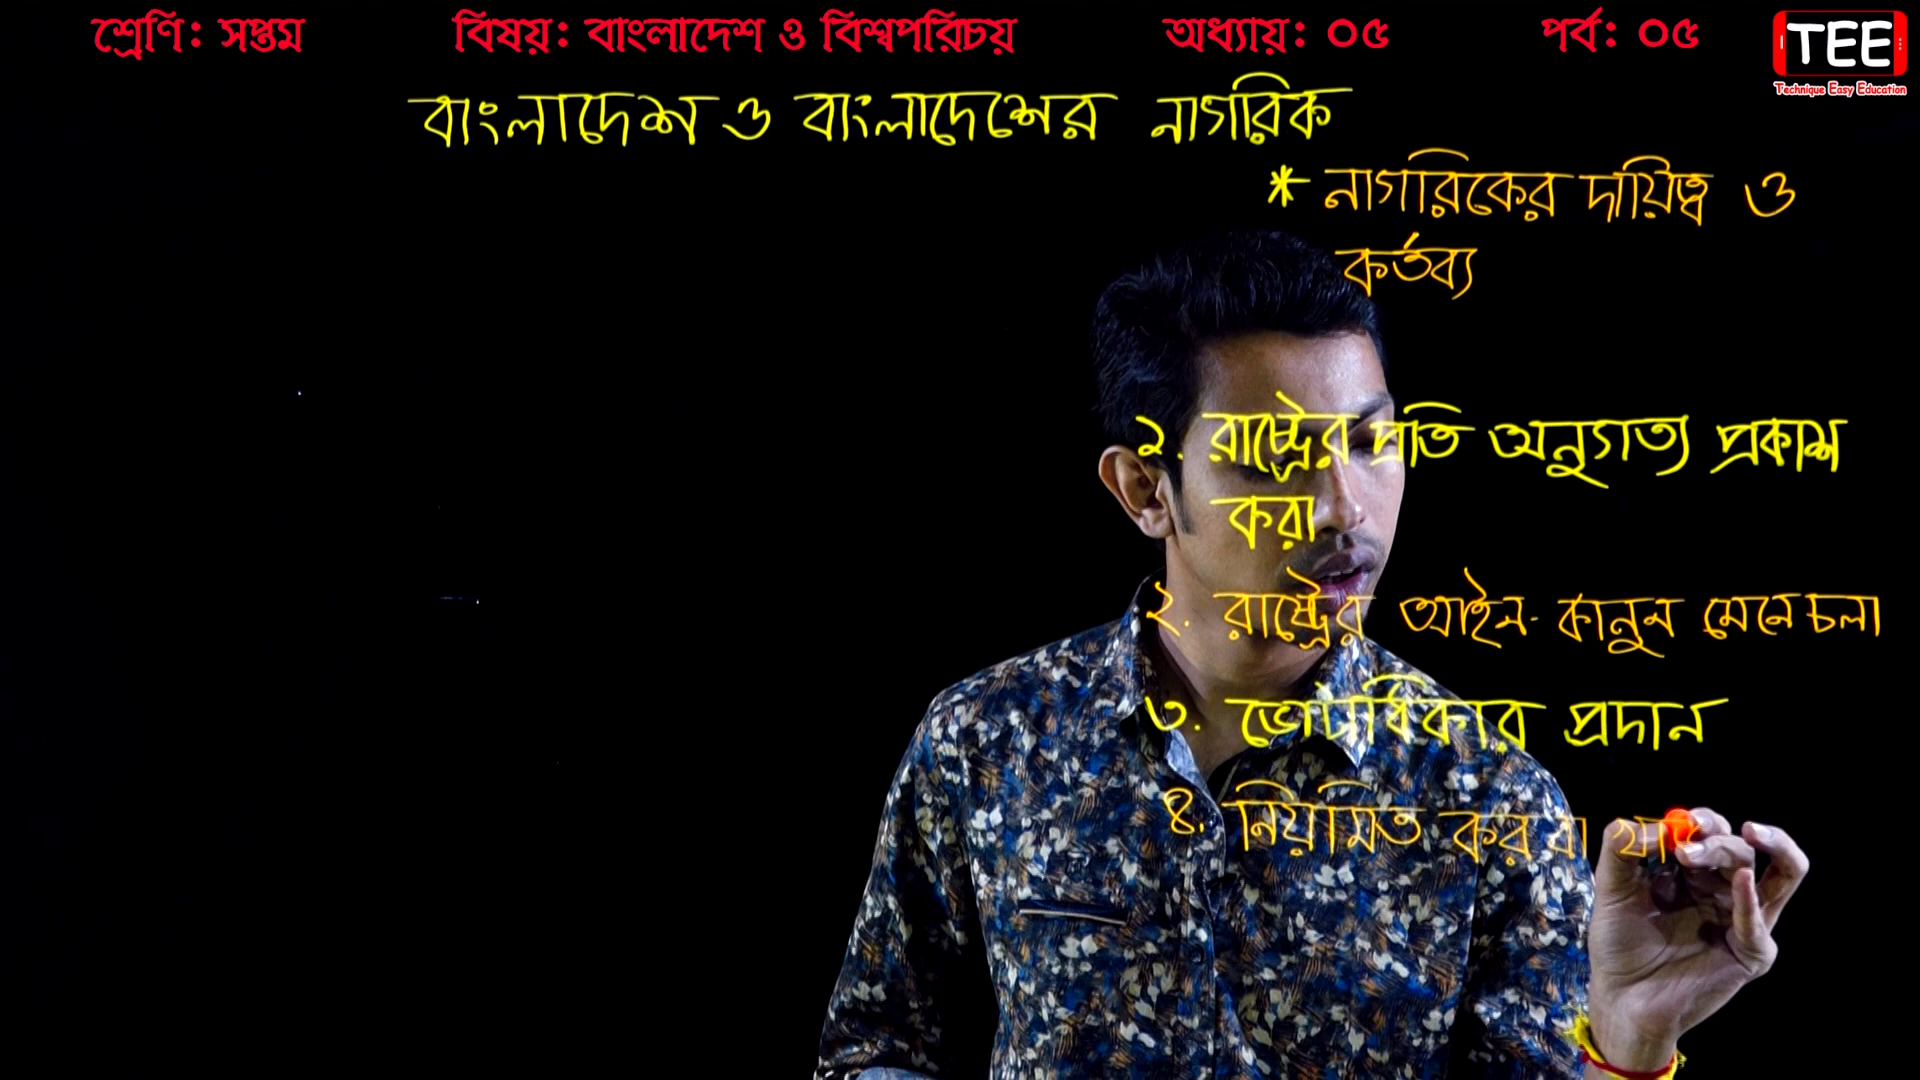 শ্রেণি: সপ্তম বিষয়: বাংলাদেশ ও বিশ্বপরিচয় অধ্যায়: ০৫ পর্ব: ০৫
TEE
Technique Easy Education
বাংলাদেশ ও বাংলাদেশের নাগরিক
* নাগরিকের দায়িত্ব ও
কর্তব্য
১. রাষ্ট্রের প্রতি অনুগত্য প্রকাশ
করা
২. রাষ্ট্রের আইন-কানুন মেনে চলা
৩. ভোটাধিকার প্রদান
৪. নিয়মিত কর বা